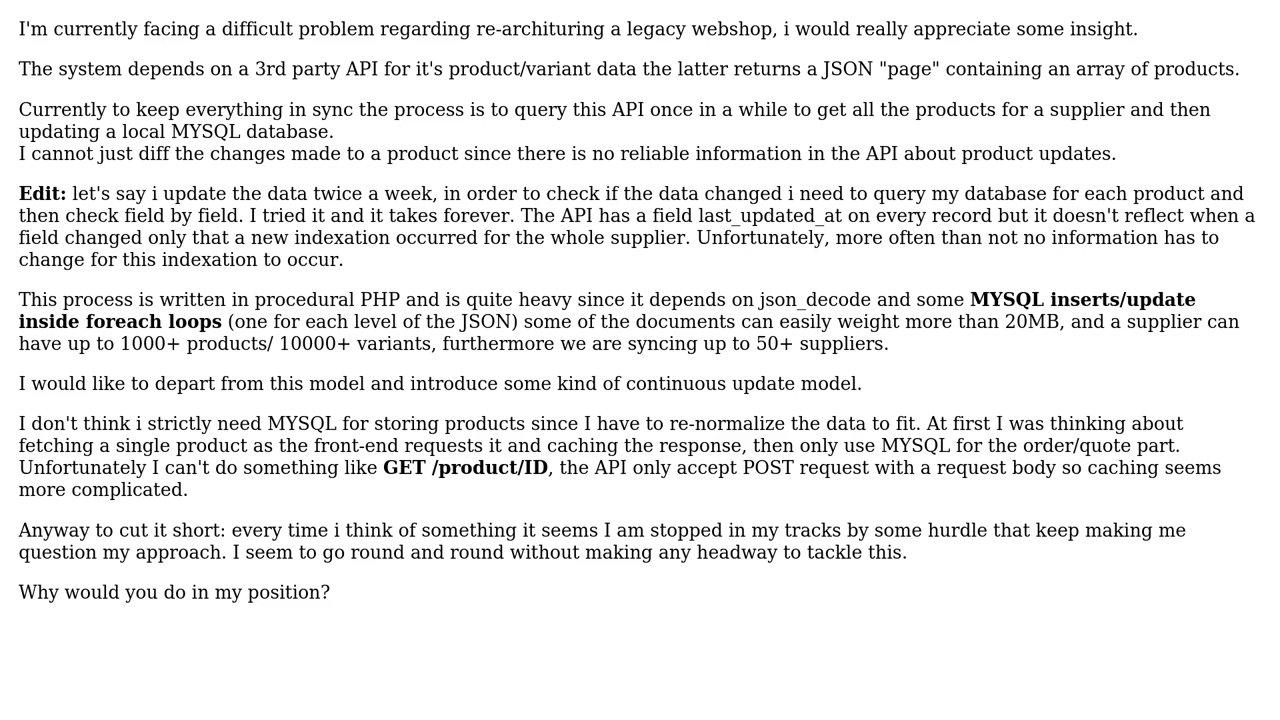 I'm currently facing a difficult problem regarding re-archituring a legacy webshop, i would really appreciate some insight.
The system depends on a 3rd party API for it's product/variant data the latter returns a JSON "page" containing an array of products.
Currently to keep everything in sync the process is to query this API once in a while to get all the products for a supplier and then
updating a local MYSQL database.
I cannot just diff the changes made to a product since there is no reliable information in the API about product updates.
Edit: let's say i update the data twice a week, in order to check if the data changed i need to query my database for each product and
then check field by field. I tried it and it takes forever. The API has a field last_updated_at on every record but it doesn't reflect when a
field changed only that a new indexation occurred for the whole supplier. Unfortunately, more often than not no information has to
change for this indexation to occur.
This process is written in procedural PHP and is quite heavy since it depends on json_decode and some MYSQL inserts/update
inside foreach loops (one for each level of the JSON) some of the documents can easily weight more than 20MB, and a supplier can
have up to 1000+ products/ 10000+ variants, furthermore we are syncing up to 50+ suppliers.
I would like to depart from this model and introduce some kind of continuous update model.
I don't think i strictly need MYSQL for storing products since I have to re-normalize the data to fit. At first I was thinking about
fetching a single product as the front-end requests it and caching the response, then only use MYSQL for the order/quote part.
Unfortunately I can't do something like GET /product/ID, the API only accept POST request with a request body so caching seems
more complicated.
Anyway to cut it short: every time i think of something it seems I am stopped in my tracks by some hurdle that keep making me
question my approach. I seem to go round and round without making any headway to tackle this.
Why would you do in my position?